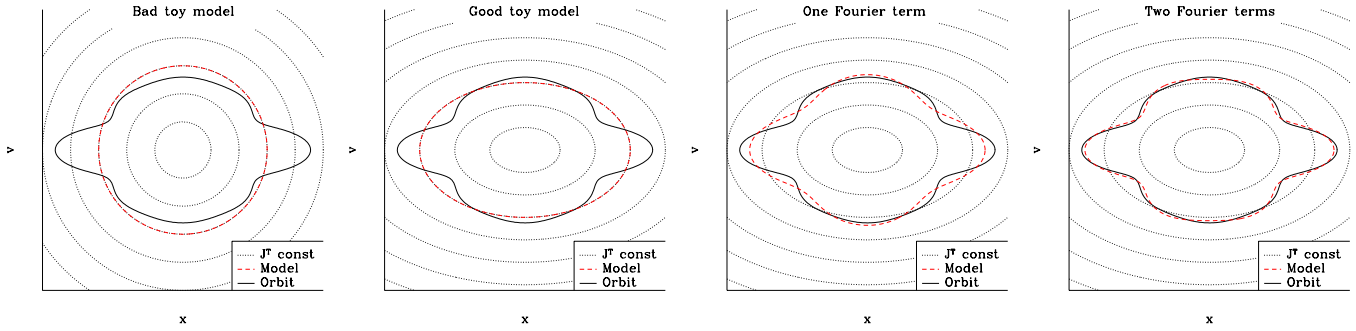 Bad toy model
v
J^T const
Model
Orbit
x
Good toy model
v
J^T const
Model
Orbit
x
One Fourier term
v
J^T const
Model
Orbit
x
Two Fourier terms
v
J^T const
Model
Orbit
x